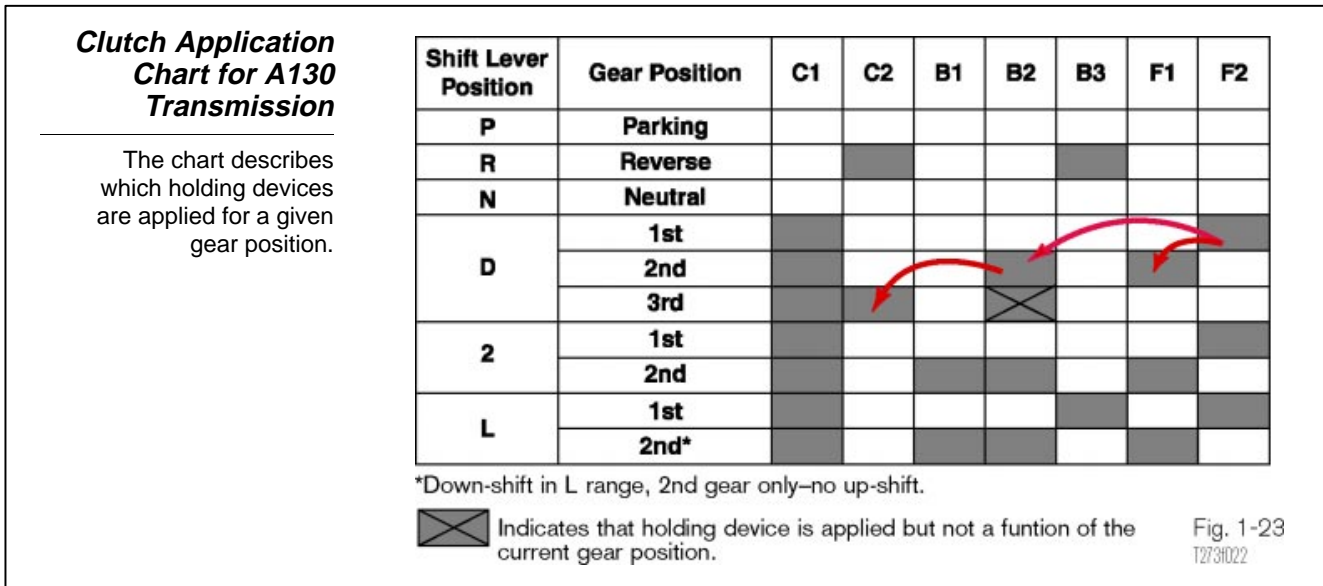 Clutch Application
Chart for A130
Transmission
The chart describes
which holding devices
are applied for a given
gear position.
Shift Lever Position Gear Position C1 C2 B1 B2 B3 F1 F2
P Parking
R Reverse
N Neutral
D 1st
2nd
3rd
2 1st
2nd
L 1st
2nd*
*Down-shift in L range, 2nd gear only–no up-shift.
Indicates that holding device is applied but not a funtion of the
current gear position.
Fig. 1-23
T273f022